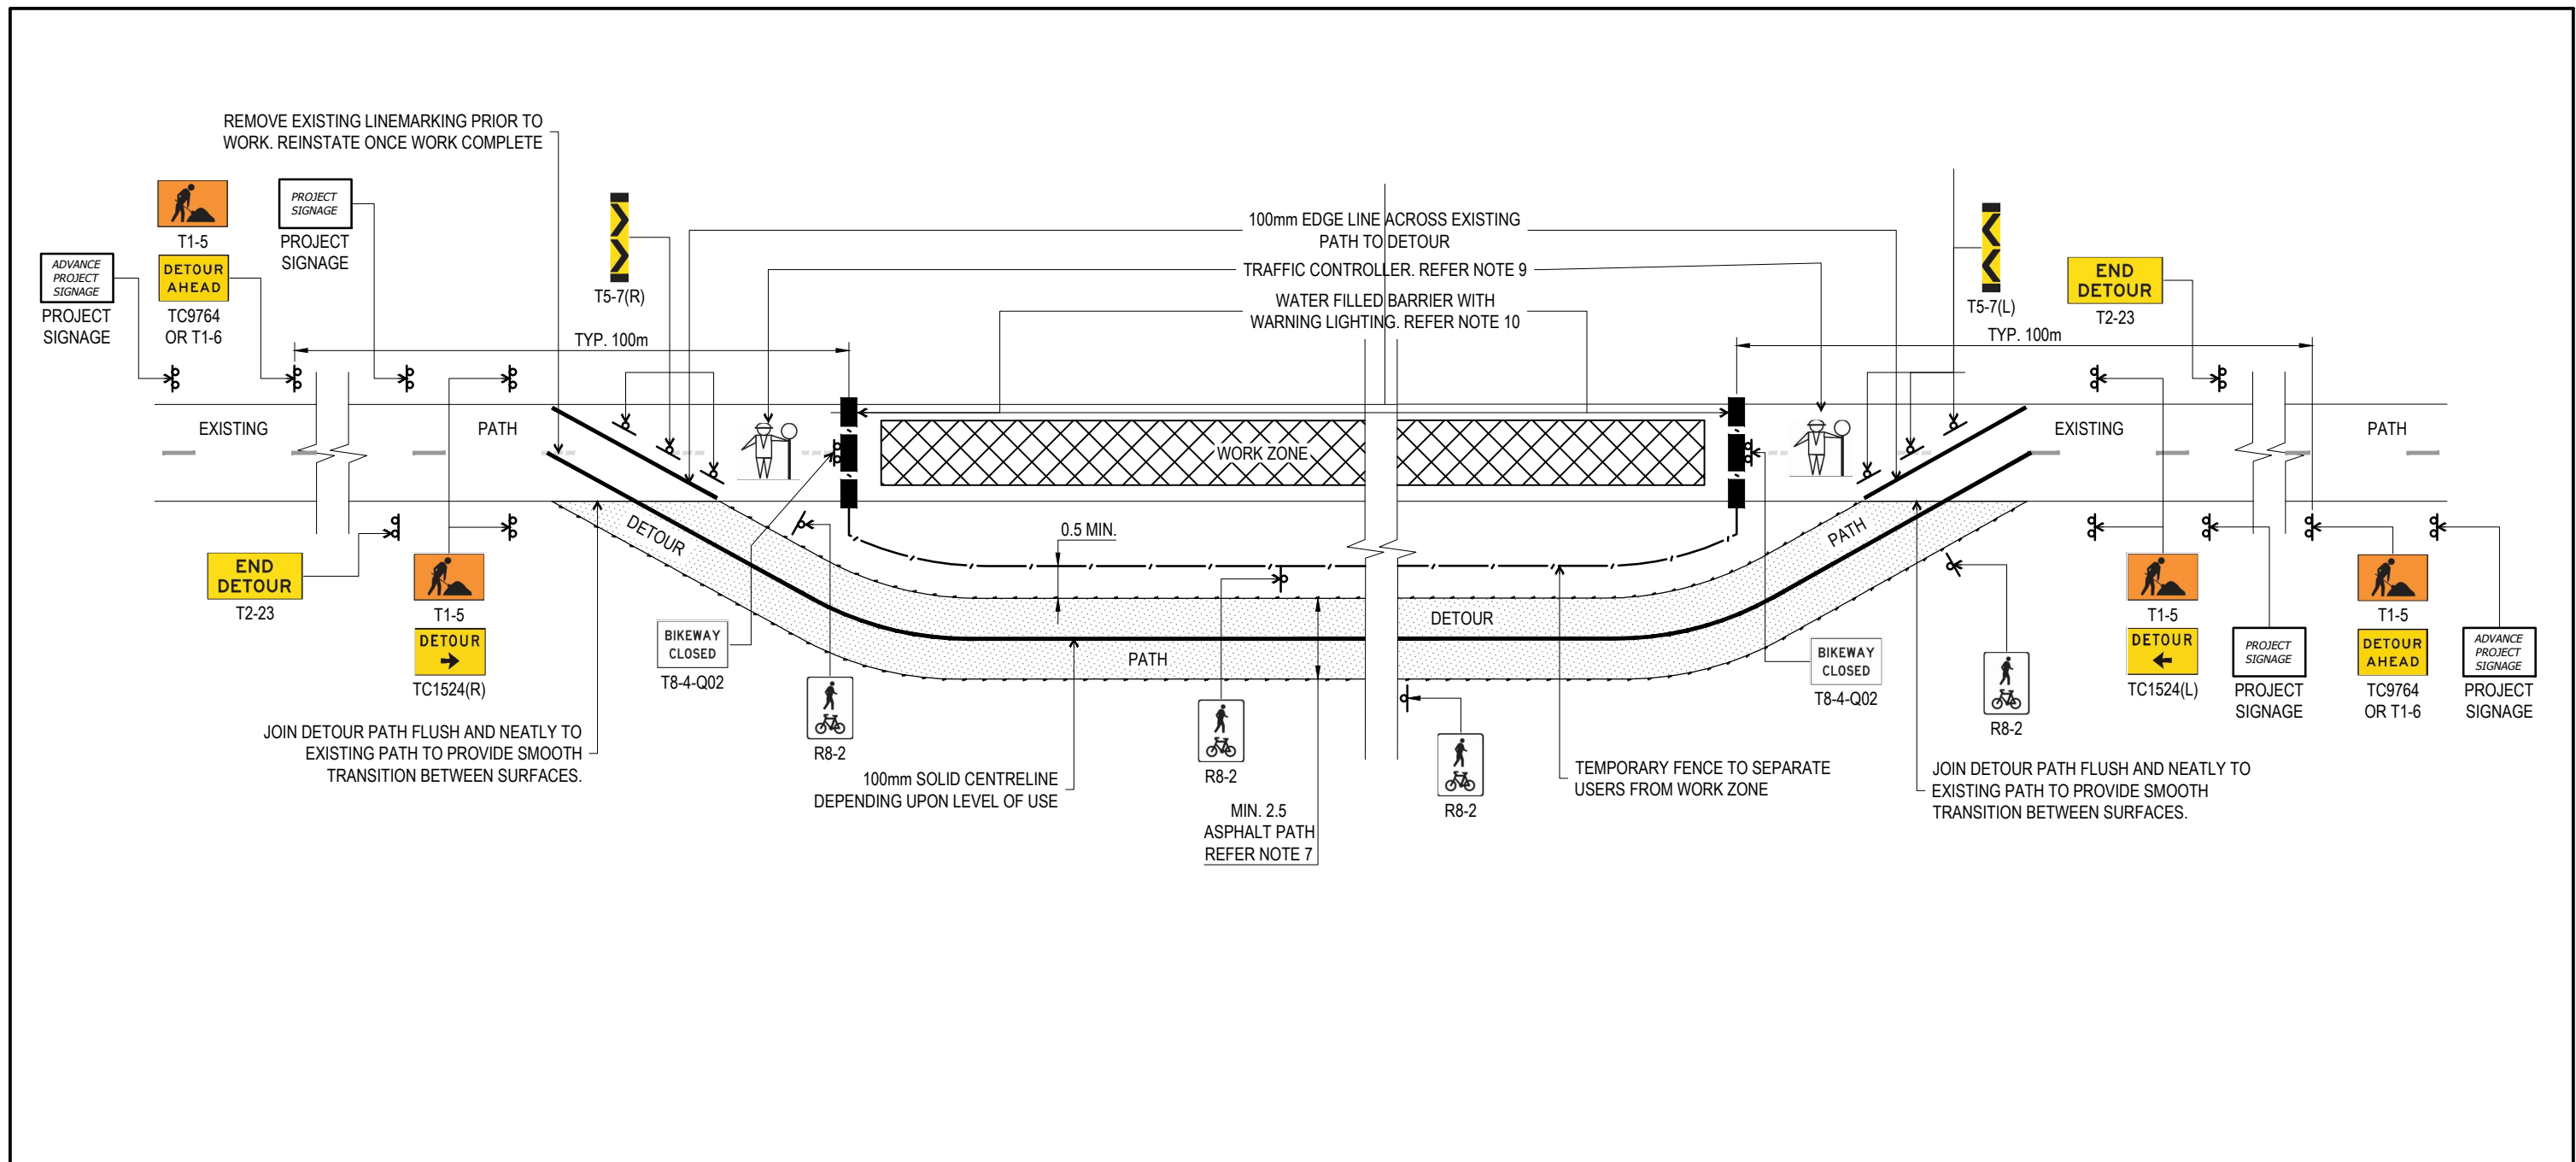 REMOVE EXISTING LINEMARKING PRIOR TO
WORK. REINSTATE ONCE WORK COMPLETE
PROJECT
SIGNAGE
PROJECT
SIGNAGE
T1-5
DETOUR
AHEAD
TC9764
OR T1-6
ADVANCE
PROJECT
SIGNAGE
PROJECT
SIGNAGE
T5-7(R)
TYP. 100m
100mm EDGE LINE ACROSS EXISTING
PATH TO DETOUR
TRAFFIC CONTROLLER. REFER NOTE 9
WATER FILLED BARRIER WITH
WARNING LIGHTING. REFER NOTE 10
T5-7(L)
END
DETOUR
T2-23
TYP. 100m
EXISTING
PATH
WORK ZONE
EXISTING
PATH
DETOUR
0.5 MIN.
PATH
DETOUR
PATH
END
DETOUR
T2-23
T1-5
DETOUR
TC1524(R)
BIKEWAY
CLOSED
T8-4-Q02
R8-2
R8-2
R8-2
BIKEWAY
CLOSED
T8-4-Q02
R8-2
T1-5
DETOUR
TC1524(L)
PROJECT
SIGNAGE
PROJECT
SIGNAGE
T1-5
DETOUR
AHEAD
TC9764
OR T1-6
ADVANCE
PROJECT
SIGNAGE
PROJECT
SIGNAGE
JOIN DETOUR PATH FLUSH AND NEATLY TO
EXISTING PATH TO PROVIDE SMOOTH
TRANSITION BETWEEN SURFACES.
100mm SOLID CENTRELINE
DEPENDING UPON LEVEL OF USE
MIN. 2.5
ASPHALT PATH
REFER NOTE 7
TEMPORARY FENCE TO SEPARATE
USERS FROM WORK ZONE
JOIN DETOUR PATH FLUSH AND NEATLY TO
EXISTING PATH TO PROVIDE SMOOTH
TRANSITION BETWEEN SURFACES.